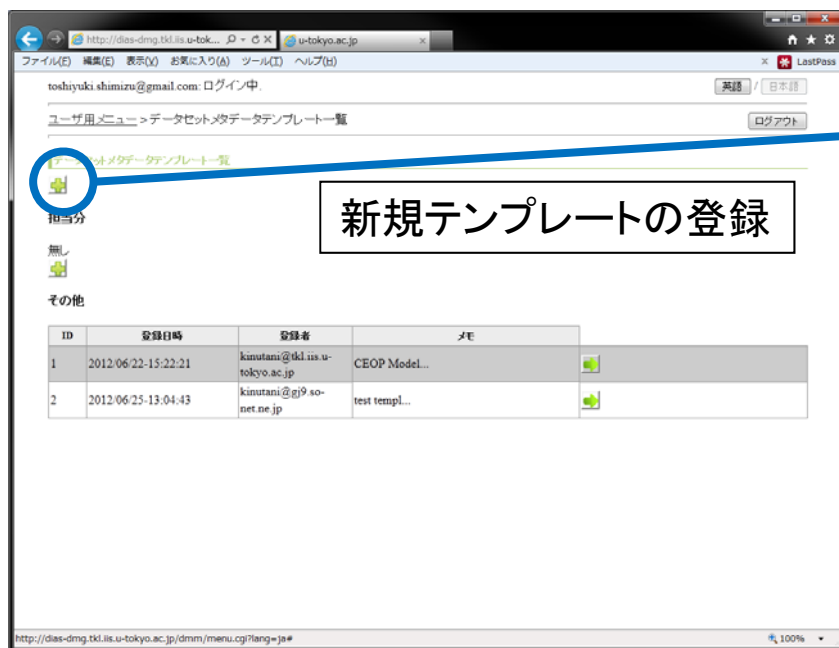 http://dias-dmg.tkl.iis.u-tok...
u-tokyo.ac.jp
ファイル(F) 編集(E) 表示(V) お気に入り(A) ツール(T) ヘルプ(H)
LastPass
toshiyuki.shimizu@gmail.com: ログイン中.
英語 / 日本語
ユーザ用メニュー > データセットメタデータテンプレート一覧
ログアウト
データセットメタデータテンプレート一覧
新規テンプレートの登録
担当分
無し
その他
ID 登録日時 登録者 メモ
1 2012/06/22-15:22:21 kinutani@tkl.iis.u-tokyo.ac.jp CEOP Model...
2 2012/06/25-13:04:43 kinutani@gj9.so-net.ne.jp test templ...
http://dias-dmg.tkl.iis.u-tokyo.ac.jp/dmm/menu.cgi?lang=ja#
100%